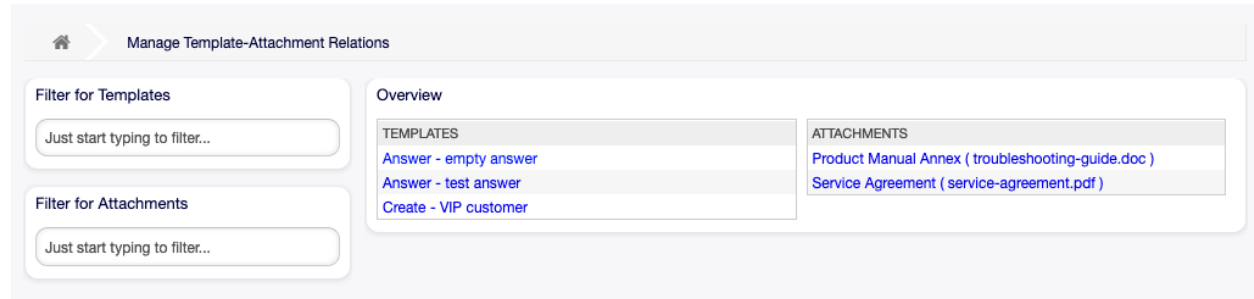 Manage Template-Attachment Relations
Filter for Templates
Just start typing to filter...
Filter for Attachments
Just start typing to filter...
Overview
TEMPLATES
Answer - empty answer
Answer - test answer
Create - VIP customer
ATTACHMENTS
Product Manual Annex ( troubleshooting-guide.doc )
Service Agreement ( service-agreement.pdf )